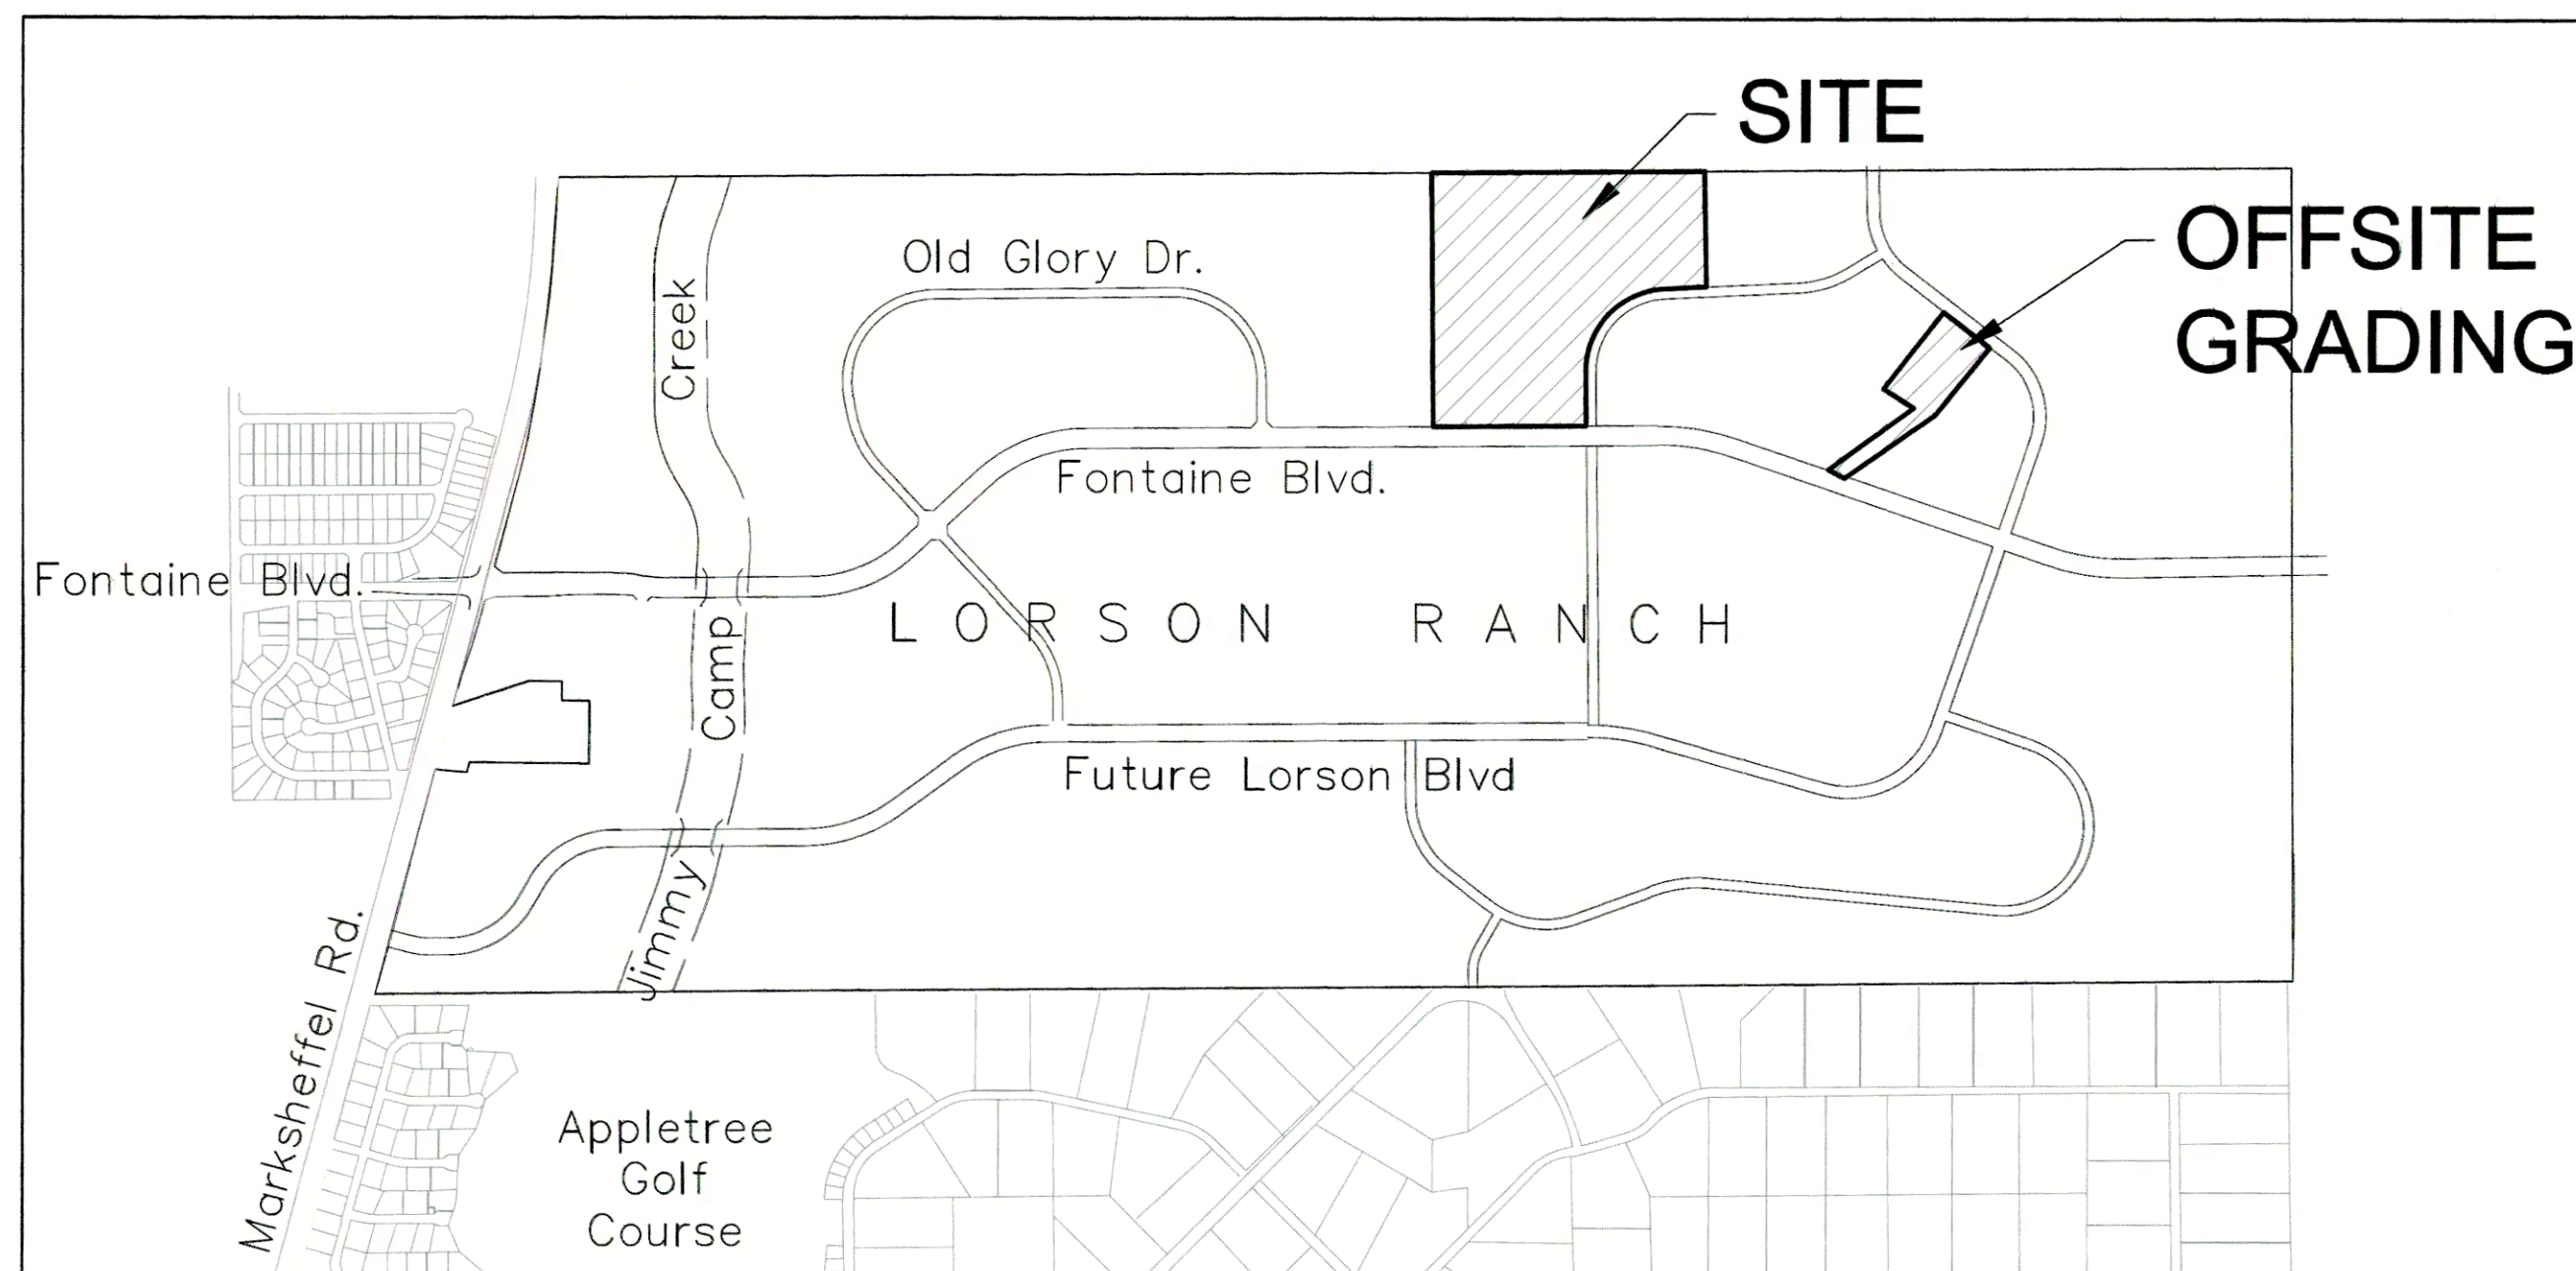 SITE
OFFSITE
GRADING
Old Glory Dr.
Creek
Fontaine Blvd.
Fontaine Blvd.
LORSON RANCH
Camp
Future Lorson Blvd
Jimmy
Marksheffel Rd.
Appletree
Golf
Course